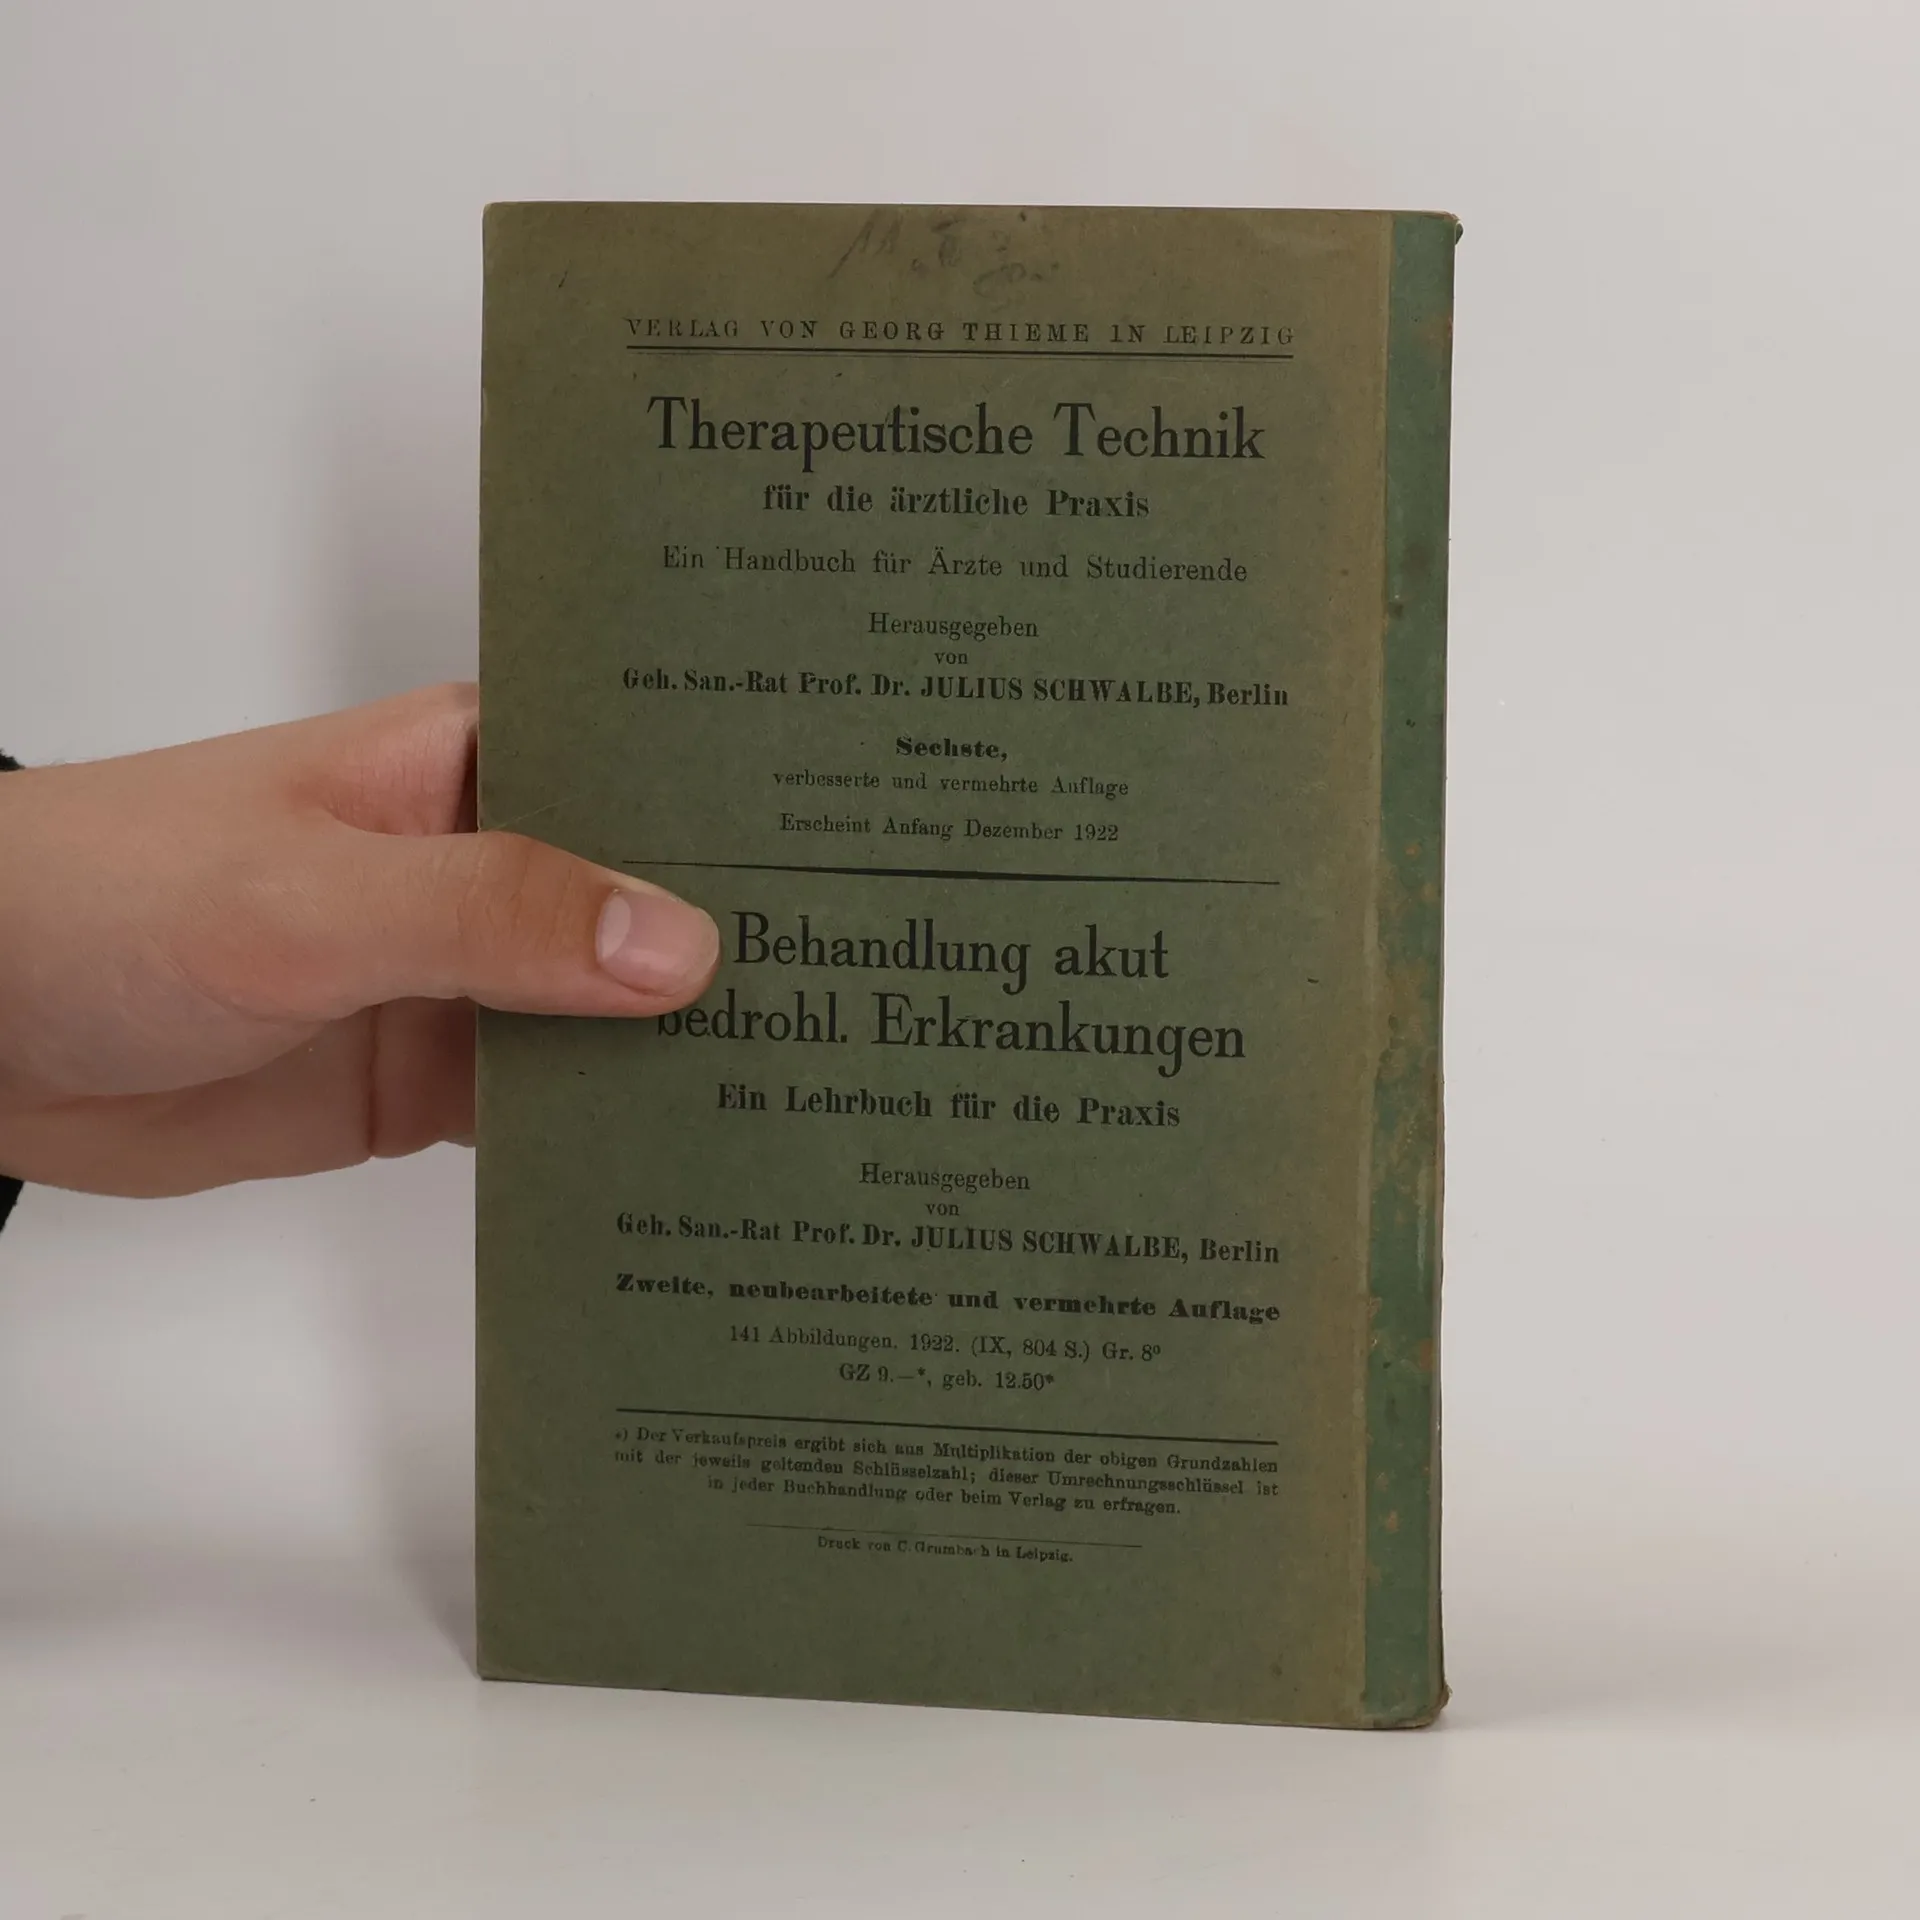 VERLAG VON GEORG THIEME IN LEIPZIG
Therapeutische Technik
für die ärztliche Praxis
Ein Handbuch für Ärzte und Studierende
Herausgegeben
von
Geh. San.-Rat Prof. Dr. JULIUS SCHWALBE, Berlin
Sechste,
verbesserte und vermehrte Auflage
Erscheint Anfang Dezember 1922
Behandlung akut
bedrohl. Erkrankungen
Ein Lehrbuch für die Praxis
Herausgegeben
von
Geh. San.-Rat Prof. Dr. JULIUS SCHWALBE, Berlin
Zweite, neubearbeitete und vermehrte Auflage
141 Abbildungen. 1922. (IX, 804 S.) Gr. 8º
GZ 9.—*, geb. 12.50*
*) Der Verkaufspreis ergibt sich aus Multiplikation der obigen Grundzahlen
mit der jeweils geltenden Schlüsselzahl; dieser Umrechnungsschlüssel ist
in jeder Buchhandlung oder beim Verlag zu erfragen.
Druck von C. Grumbach in Leipzig.